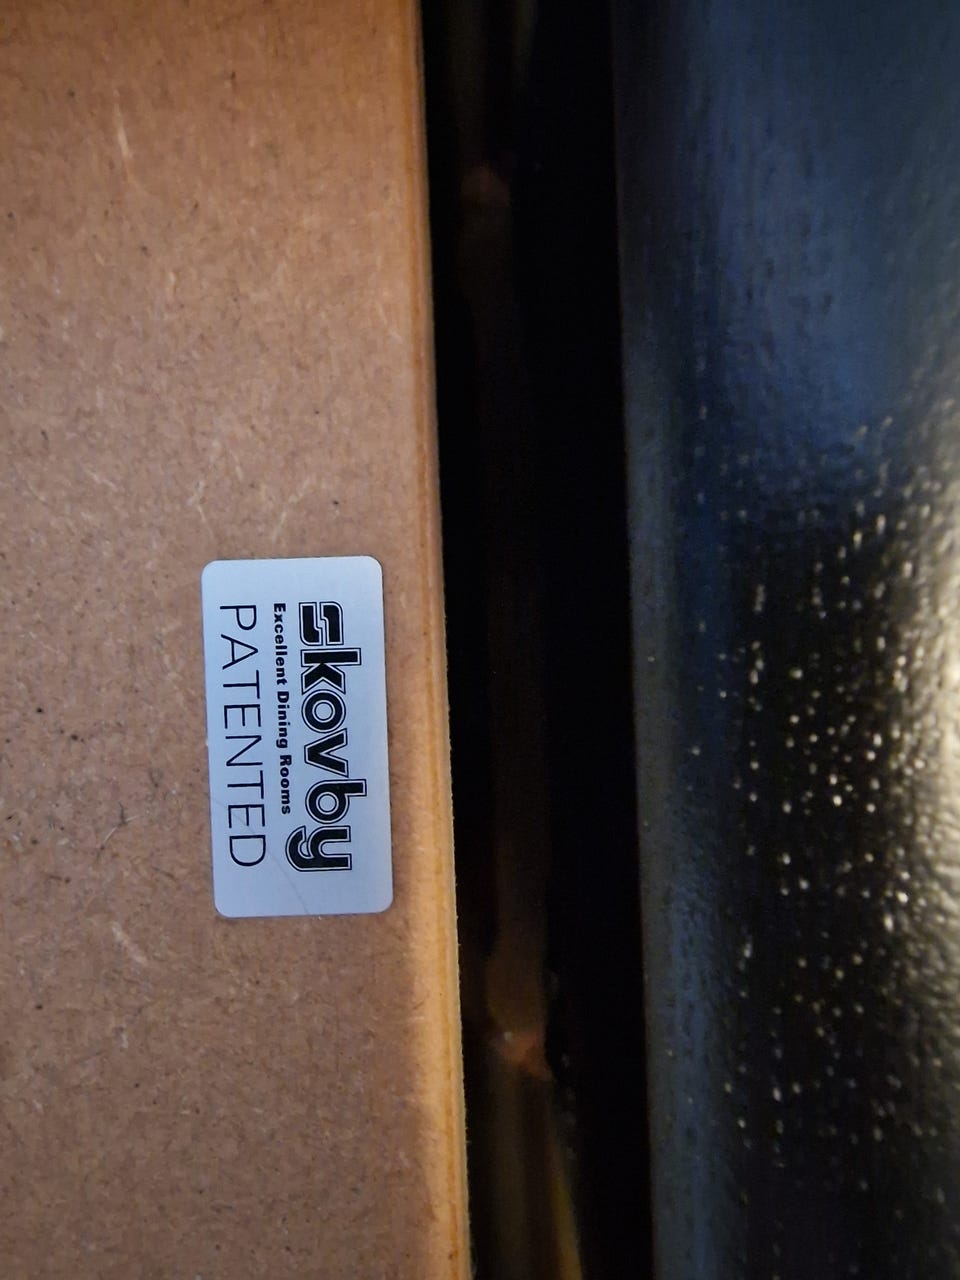 skovby
Excellent Dining Rooms
PATENTED